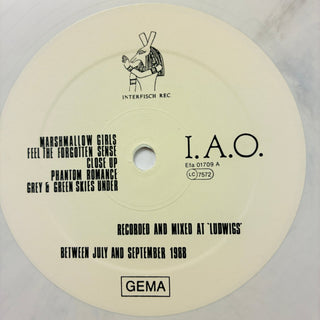 INTERFISCH REC.
MARSHMALLOW GIRLS
FEEL THE FORGOTTEN SENSE
CLOSE UP
PHANTOM ROMANCE
GREY & GREEN SKIES UNDER
I.A.O.
Efa 01709 A
LC 7572
RECORDED AND MIXED AT 'LUDWIGS'
BETWEEN JULY AND SEPTEMBER 1988
GEMA